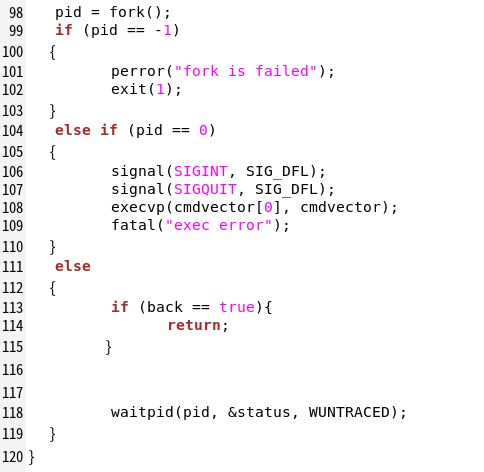 98 pid = fork();
99 if (pid == -1)
100 {
101 perror("fork is failed");
102 exit(1);
103 }
104 else if (pid == 0)
105 {
106 signal(SIGINT, SIG_DFL);
107 signal(SIGQUIT, SIG_DFL);
108 execvp(cmdvector[0], cmdvector);
109 fatal("exec error");
110 }
111 else
112 {
113 if (back == true){
114 return;
115 }
116
117
118 waitpid(pid, &status, WUNTRACED);
119 }
120 }